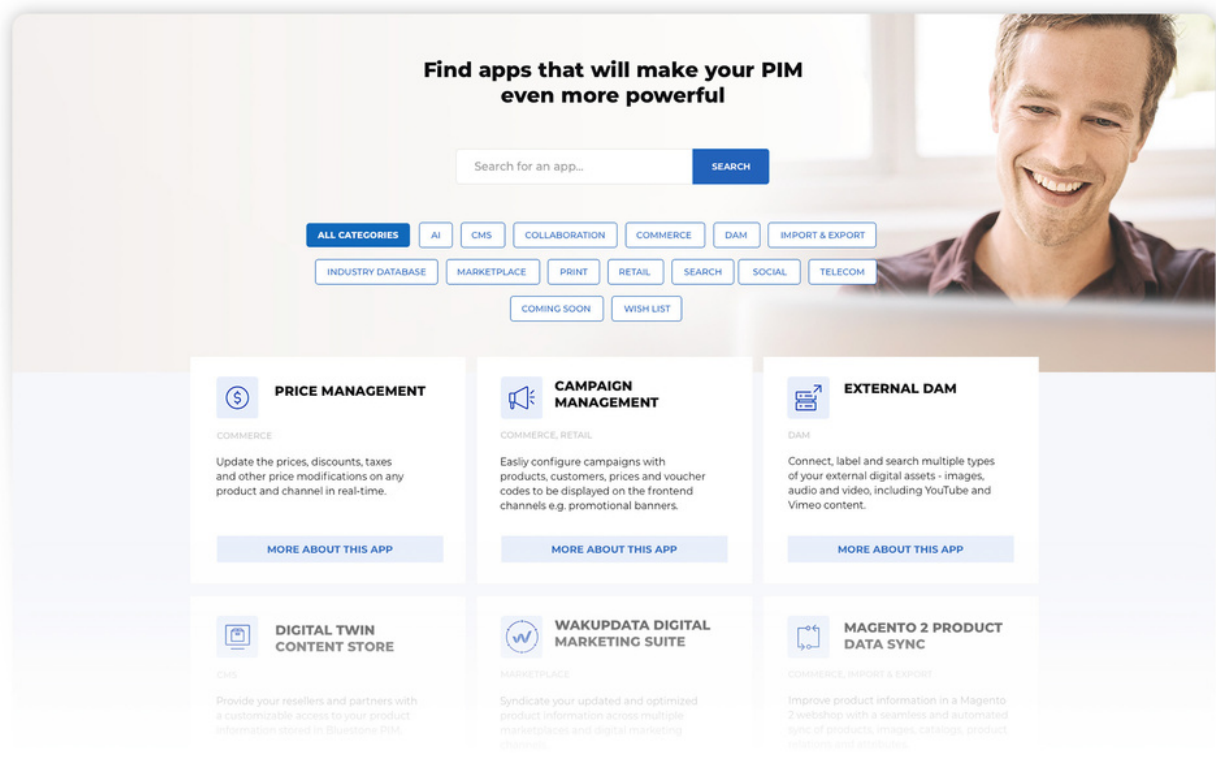 Find apps that will make your PIM
even more powerful
Search for an app...
SEARCH
ALL CATEGORIES
AI
CMS
COLLABORATION
COMMERCE
DAM
IMPORT & EXPORT
INDUSTRY DATABASE
MARKETPLACE
PRINT
RETAIL
SEARCH
SOCIAL
TELECOM
COMING SOON
WISH LIST
PRICE MANAGEMENT
COMMERCE
Update the prices, discounts, taxes
and other price modifications on any
product and channel in real-time.
MORE ABOUT THIS APP
CAMPAIGN
MANAGEMENT
COMMERCE, RETAIL
Easliy configure campaigns with
products, customers, prices and voucher
codes to be displayed on the frontend
channels e.g. promotional banners.
MORE ABOUT THIS APP
EXTERNAL DAM
DAM
Connect, label and search multiple types
of your external digital assets - images,
audio and video, including YouTube and
Vimeo content.
MORE ABOUT THIS APP
DIGITAL TWIN
CONTENT STORE
CMS
Provide your resellers and partners with
a customizable access to your product
information stored in Bluestone PIM.
WAKUPDATA DIGITAL
MARKETING SUITE
MARKETPLACE
Syndicate your updated and optimized
product information across multiple
marketplaces and digital marketing
channels.
MAGENTO 2 PRODUCT
DATA SYNC
COMMERCE, IMPORT & EXPORT
Improve product information in a Magento
2 webshop with a seamless and automated
sync of products, images, catalogs, product
relations and attributes.